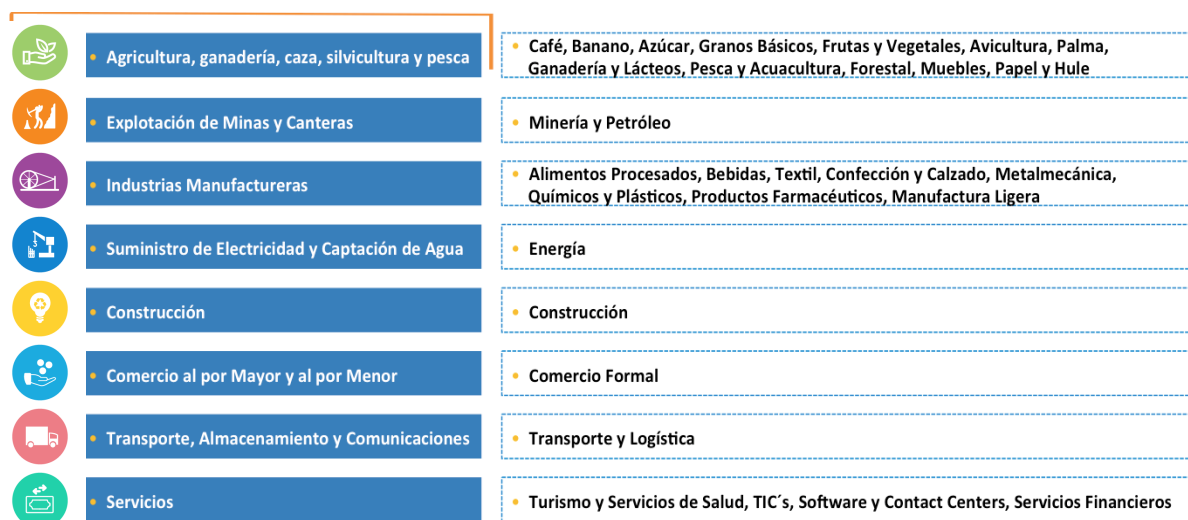 • Agricultura, ganadería, caza, silvicultura y pesca
• Café, Banano, Azúcar, Granos Básicos, Frutas y Vegetales, Avicultura, Palma,
Ganadería y Lácteos, Pesca y Acuacultura, Forestal, Muebles, Papel y Hule
• Explotación de Minas y Canteras
• Minería y Petróleo
• Industrias Manufactureras
• Alimentos Procesados, Bebidas, Textil, Confección y Calzado, Metalmecánica,
Químicos y Plásticos, Productos Farmacéuticos, Manufactura Ligera
• Suministro de Electricidad y Captación de Agua
• Energía
• Construcción
• Construcción
• Comercio al por Mayor y al por Menor
• Comercio Formal
• Transporte, Almacenamiento y Comunicaciones
• Transporte y Logística
• Servicios
• Turismo y Servicios de Salud, TIC´s, Software y Contact Centers, Servicios Financieros